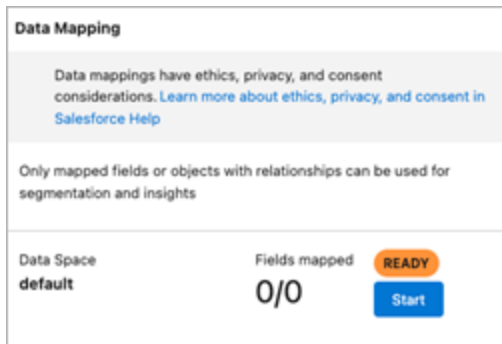 Data Mapping
Data mappings have ethics, privacy, and consent
considerations. Learn more about ethics, privacy, and consent in
Salesforce Help
Only mapped fields or objects with relationships can be used for
segmentation and insights
Data Space
default
Fields mapped
0/0
READY
Start